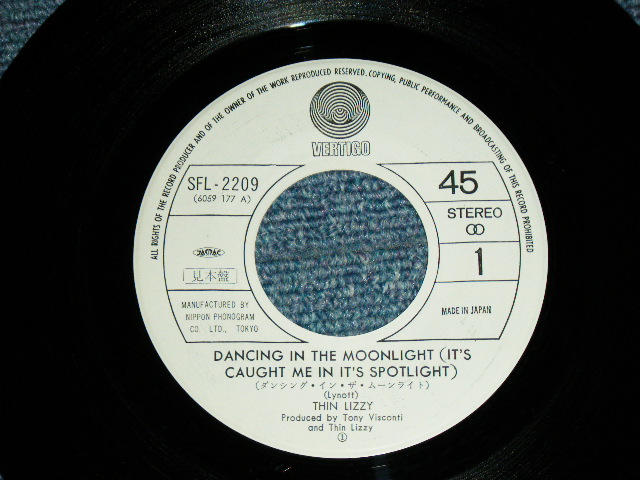 ALL RIGHTS OF THE RECORD PRODUCER AND OF THE OWNER OF THE WORK REPRODUCED RESERVED. COPYING, PUBLIC PERFORMANCE AND BROADCASTING OF THIS RECORD PROHIBITED
VERTIGO
SFL-2209
(6059 177 A)
45
STEREO
1
JASRAC
見本盤
MANUFACTURED BY
NIPPON PHONOGRAM
CO. LTD., TOKYO
MADE IN JAPAN
DANCING IN THE MOONLIGHT (IT'S
CAUGHT ME IN IT'S SPOTLIGHT)
(ダンシング・イン・ザ・ムーンライト)
(Lynott)
THIN LIZZY
Produced by Tony Visconti
and Thin Lizzy
①